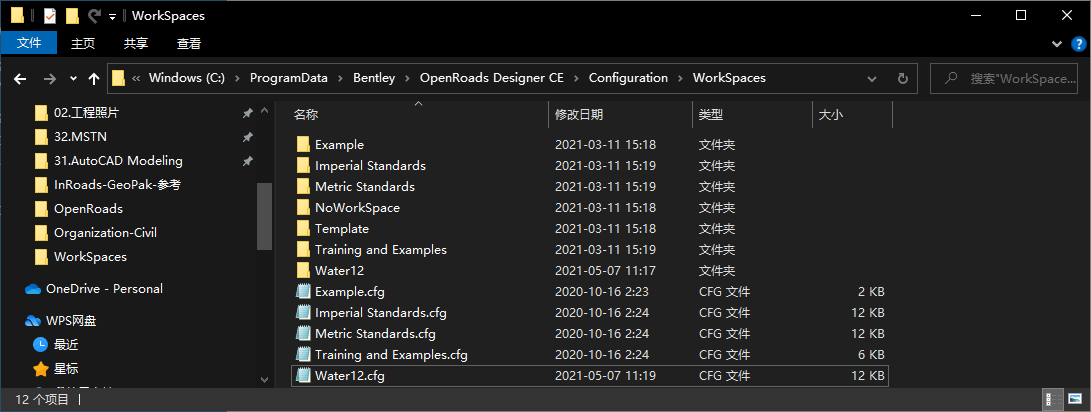 WorkSpaces
文件 主页 共享 查看
« Windows (C:) › ProgramData › Bentley › OpenRoads Designer CE › Configuration › WorkSpaces
搜索"WorkSpace...
02.工程照片
32.MSTN
31.AutoCAD Modeling
InRoads-GeoPak-参考
OpenRoads
Organization-Civil
WorkSpaces
OneDrive - Personal
WPS网盘
最近
星标
名称 修改日期 类型 大小
Example 2021-03-11 15:18 文件夹
Imperial Standards 2021-03-11 15:19 文件夹
Metric Standards 2021-03-11 15:19 文件夹
NoWorkSpace 2021-03-11 15:18 文件夹
Template 2021-03-11 15:18 文件夹
Training and Examples 2021-03-11 15:19 文件夹
Water12 2021-05-07 11:17 文件夹
Example.cfg 2020-10-16 2:23 CFG 文件 2 KB
Imperial Standards.cfg 2020-10-16 2:24 CFG 文件 12 KB
Metric Standards.cfg 2020-10-16 2:24 CFG 文件 12 KB
Training and Examples.cfg 2020-10-16 2:24 CFG 文件 6 KB
Water12.cfg 2021-05-07 11:19 CFG 文件 12 KB
12 个项目